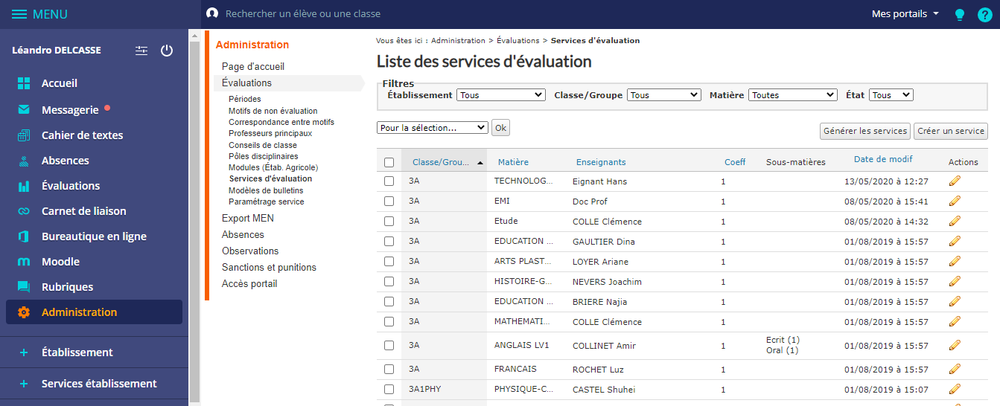 MENU
Rechercher un élève ou une classe
Mes portails
?
Léandro DELCASSE
Accueil
Messagerie
Cahier de textes
Absences
Évaluations
Carnet de liaison
Bureautique en ligne
Moodle
Rubriques
Administration
Établissement
Services établissement
Administration
Page d'accueil
Évaluations
Périodes
Motifs de non évaluation
Correspondance entre motifs
Professeurs principaux
Conseils de classe
Pôles disciplinaires
Modules (Étab. Agricole)
Services d'évaluation
Modèles de bulletins
Paramétrage service
Export MEN
Absences
Observations
Sanctions et punitions
Accès portail
Vous êtes ici : Administration > Évaluations > Services d'évaluation
Liste des services d'évaluation
Filtres
Établissement Tous Classe/Groupe Tous Matière Toutes État Tous
Pour la sélection... Ok
Générer les services Créer un service
Classe/Grou... Matière Enseignants Coeff Sous-matières Date de modif Actions
3A TECHNOLOG... Eignant Hans 1 13/05/2020 à 12:27
3A EMI Doc Prof 1 08/05/2020 à 15:41
3A Etude COLLE Clémence 1 08/05/2020 à 14:32
3A EDUCATION ... GAULTIER Dina 1 01/08/2019 à 15:57
3A ARTS PLAST... LOYER Ariane 1 01/08/2019 à 15:57
3A HISTOIRE-G... NEVERS Joachim 1 01/08/2019 à 15:57
3A EDUCATION ... BRIERE Najia 1 01/08/2019 à 15:57
3A MATHEMATI... COLLE Clémence 1 01/08/2019 à 15:57
3A ANGLAIS LV1 COLLINET Amir 1 Ecrit (1) 01/08/2019 à 15:57
Oral (1)
3A FRANCAIS ROCHET Luz 1 01/08/2019 à 15:57
3A1PHY PHYSIQUE-C... CASTEL Shuhei 1 01/08/2019 à 15:07